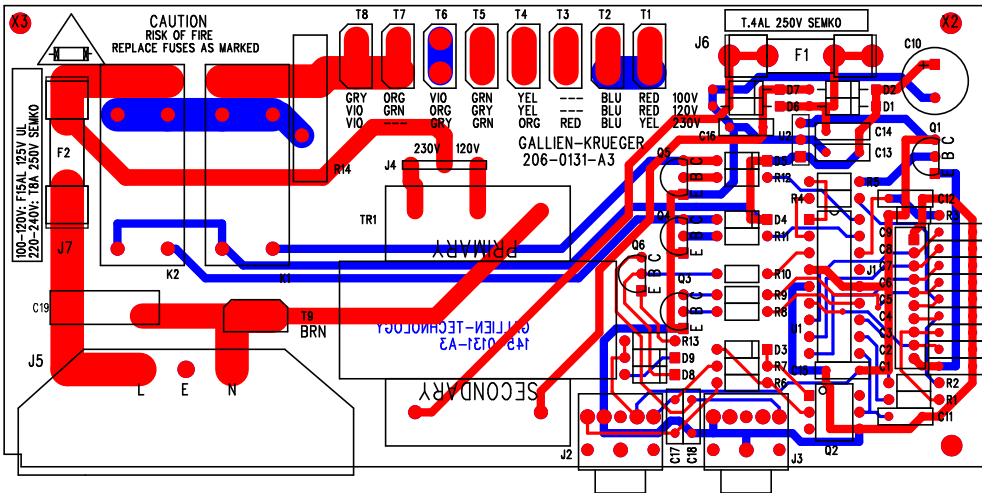 X3
CAUTION
RISK OF FIRE
REPLACE FUSES AS MARKED
T8 T7 T6 T5 T4 T3 T2 T1
T.4AL 250V SEMKO
X2
J6
F1
C10
GRY ORG VIO GRN YEL --- BLU RED 100V
VIO GRN ORG GRY YEL --- BLU RED 120V
VIO --- GRY GRN ORG RED BLU YEL 230V
D7
D6
D2
D1
C16
U2
C14
C13
Q1
E B C
100-120V: F15AL 125V UL
220-240V: T8A 250V SEMKO
F2
R14
230V 120V
J4
GALLIEN-KRUEGER
206-0131-A3
Q5
E B C
D5
R12
R5
R4
C12
R3
TR1
PRIMARY
Q4
E B C
D4
R11
C9
C8
C7
C6
C5
C4
C3
C2
C1
J1
J7
K2
K1
Q6
E B C
Q3
E B C
R10
R9
R8
U1
C19
T9
BRN
GALLIEN-TECHNOLOGY
145-0131-A3
J5
L E N
SECONDARY
R13
D9
D8
D3
R7
R6
C15
R2
R1
C11
J2
C17
C18
J3
Q2